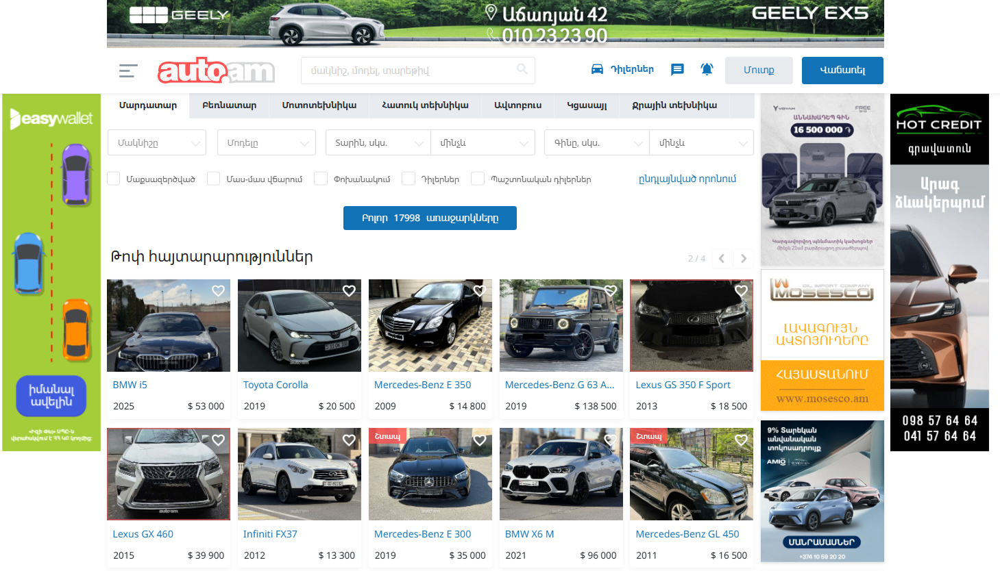 GEELY
Աճառյան 42
010 23 23 90
GEELY EX5
auto.am
մակնիշ, մոդել, տարեթիվ
Դիլերներ
Մուտք
Վաճառել
Մարդատար
Բեռնատար
Մոտոտեխնիկա
Հատուկ տեխնիկա
Ավտոբուս
Կցասայլ
Ջրային տեխնիկա
Մակնիշը
Մոդելը
Տարին, սկս.
մինչև
Գինը, սկս.
մինչև
Մաքսազերծված
Մաս-մաս վճարում
Փոխանակում
Դիլերներ
Պաշտոնական դիլերներ
ընդլայնված որոնում
Բոլոր 17998 առաջարկները
Թոփ հայտարարություններ
2 / 4
BMW i5
2025 $ 53 000
Toyota Corolla
2019 $ 20 500
Mercedes-Benz E 350
2009 $ 14 800
Mercedes-Benz G 63 A...
2019 $ 138 500
Lexus GS 350 F Sport
2013 $ 18 500
Lexus GX 460
2015 $ 39 900
Infiniti FX37
2012 $ 13 300
Շտապ
Mercedes-Benz E 300
2019 $ 35 000
BMW X6 M
2021 $ 96 000
Շտապ
Mercedes-Benz GL 450
2011 $ 16 500
easywallet
իմանալ
ավելին
VOYAH
FREE
ԱՆՆԱԽԱԴԵՊ ԳԻՆ
16 500 000 ֏
Կարգավորվող պնևմատիկ կախոցներ
OIL IMPORT COMPANY
MOSESCO
ԼԱՎԱԳՈՒՅՆ
ԱՎՏՈՅՈՒՂԵՐԸ
ՀԱՅԱՍՏԱՆՈՒՄ
www.mosesco.am
9% Տարեկան
անվանական
տոկոսադրույք
AMIO
ՄԱՆՐԱՄԱՍՆԵՐ
+374 10 59 20 20
HOT CREDIT
գրավատուն
Արագ
ձևակերպում
098 57 64 64
041 57 64 64